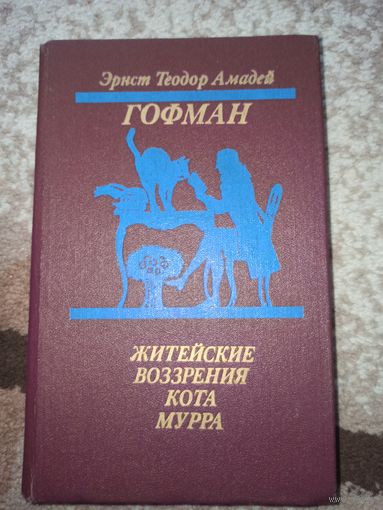 Эрнст Теодор Амадей
ГОФМАН
ЖИТЕЙСКИЕ
ВОЗЗРЕНИЯ
КОТА
МУРРА